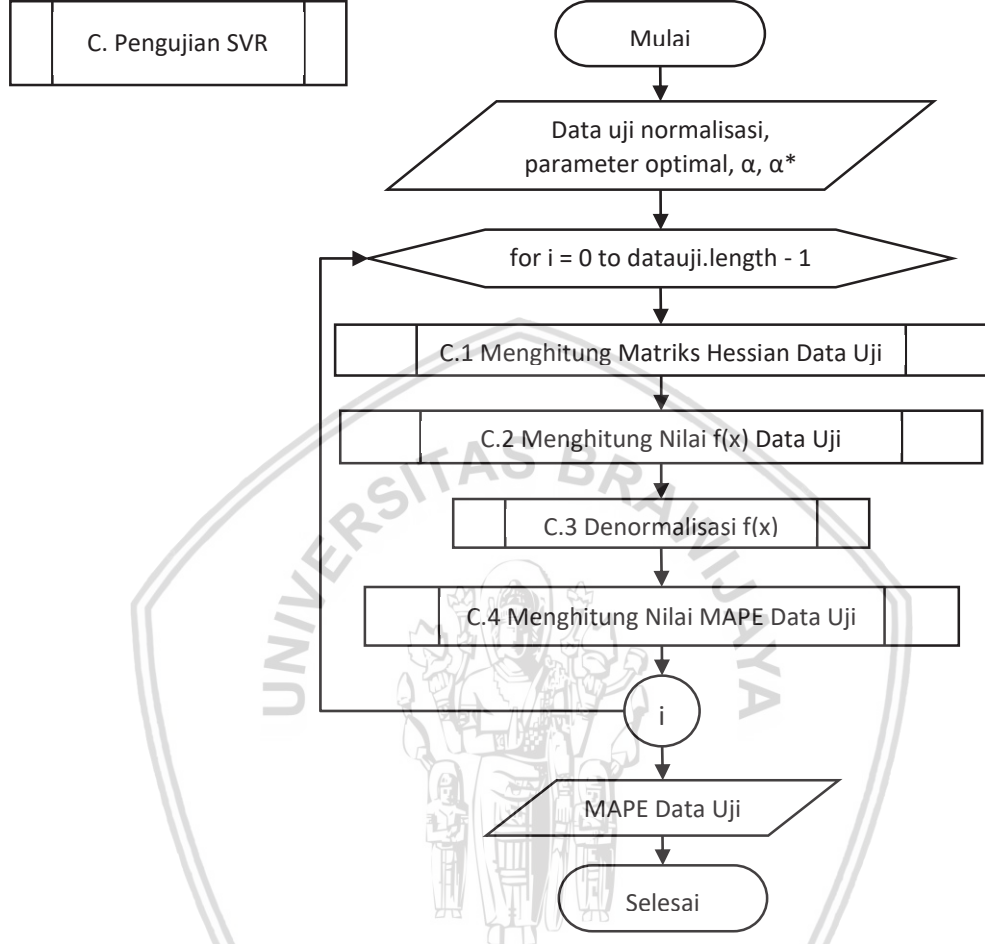 C. Pengujian SVR
Mulai
Data uji normalisasi,
parameter optimal, α, α*
for i = 0 to datauji.length - 1
C.1 Menghitung Matriks Hessian Data Uji
C.2 Menghitung Nilai f(x) Data Uji
C.3 Denormalisasi f(x)
C.4 Menghitung Nilai MAPE Data Uji
i
MAPE Data Uji
Selesai
UNIVERSITAS BRAWIJAYA